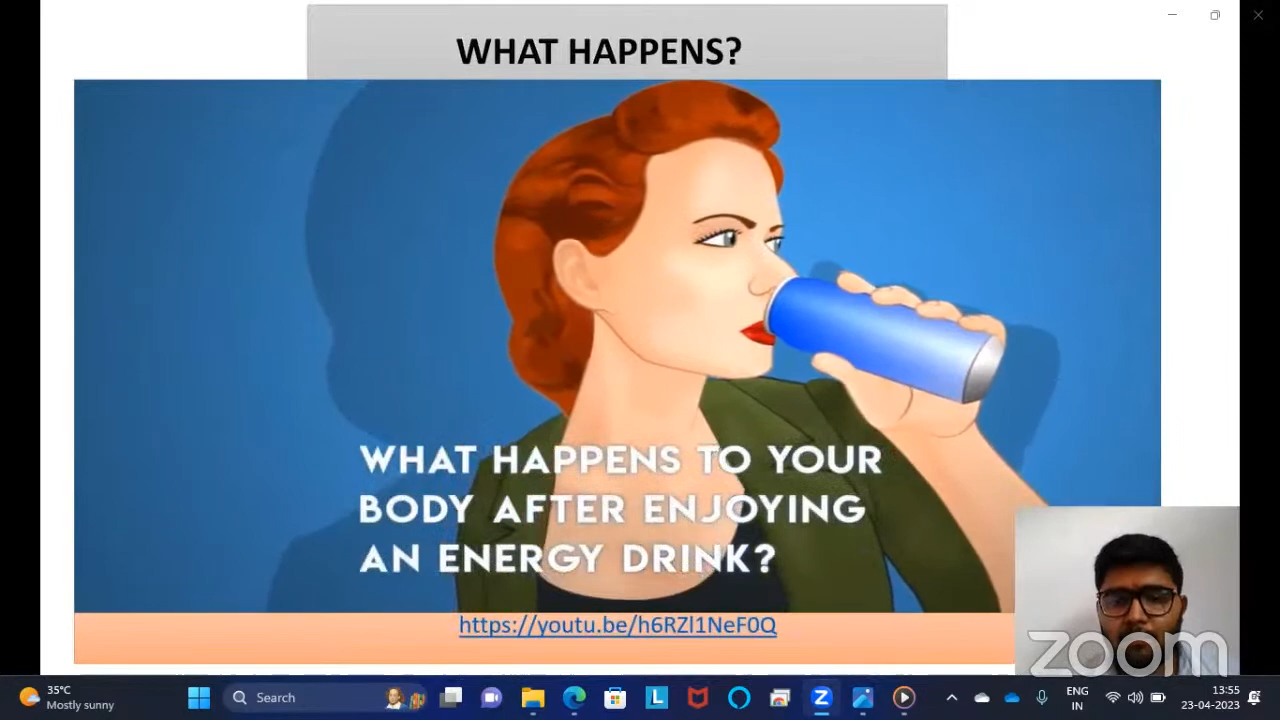 WHAT HAPPENS?
WHAT HAPPENS TO YOUR
BODY AFTER ENJOYING
AN ENERGY DRINK?
https://youtu.be/h6RZl1NeF0Q
zoom
35°C
Mostly sunny
Search
L
Z
ENG
IN
13:55
23-04-2023